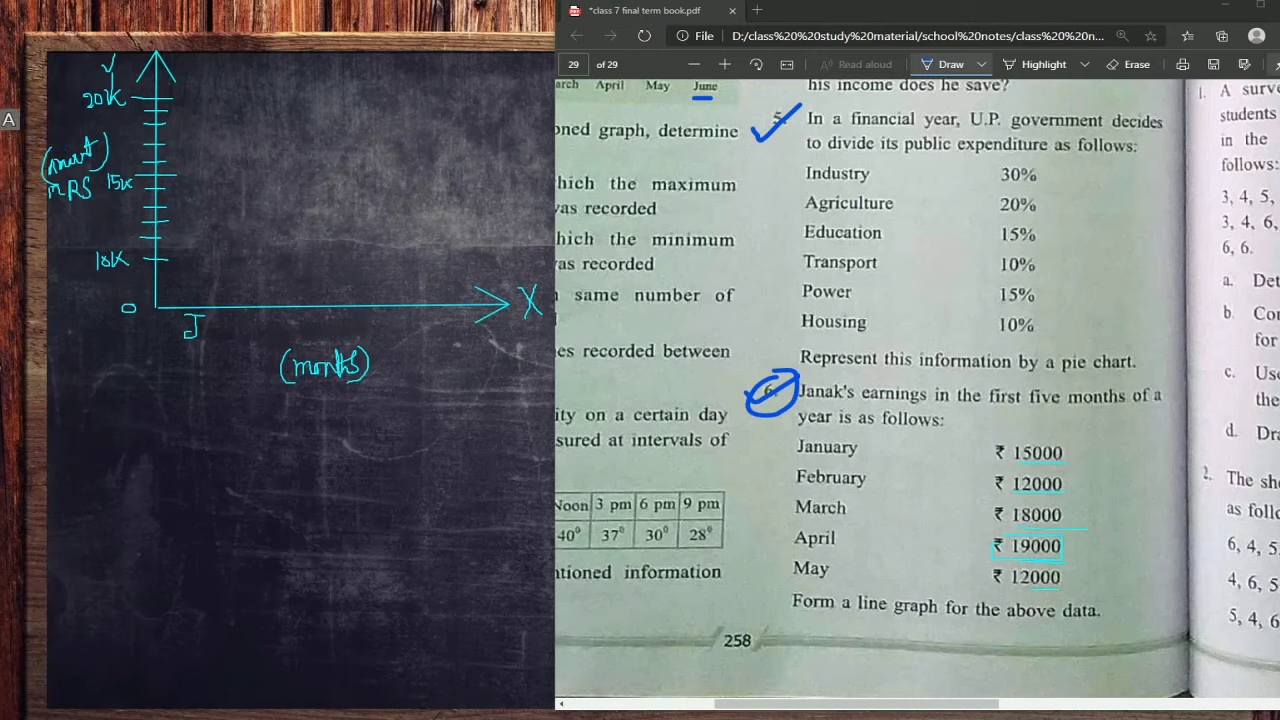 *class 7 final term book.pdf
File
D:/class%20%20study%20material/school%20notes/class%20%20n...
29 of 29
Draw
Highlight
Erase
Read aloud
A
Y
20K
(amount)
in RS
15K
10K
0
J
X
(months)
arch April May June
oned graph, determine
hich the maximum
was recorded
hich the minimum
was recorded
same number of
es recorded between
ity on a certain day
sured at intervals of
Noon 3 pm 6 pm 9 pm
40° 37° 30° 28°
ntioned information
his income does he save?
5. In a financial year, U.P. government decides
to divide its public expenditure as follows:
Industry 30%
Agriculture 20%
Education 15%
Transport 10%
Power 15%
Housing 10%
Represent this information by a pie chart.
6. Janak's earnings in the first five months of a
year is as follows:
January ₹ 15000
February ₹ 12000
March ₹ 18000
April ₹ 19000
May ₹ 12000
Form a line graph for the above data.
258
1. A surve
students
in the
follows:
3, 4, 5,
3, 4, 6,
6, 6.
a. Det
b. Cou
for
c. Use
the
d. Dra
2. The sho
as follo
6, 4, 5
4, 6, 5
5, 4, 6